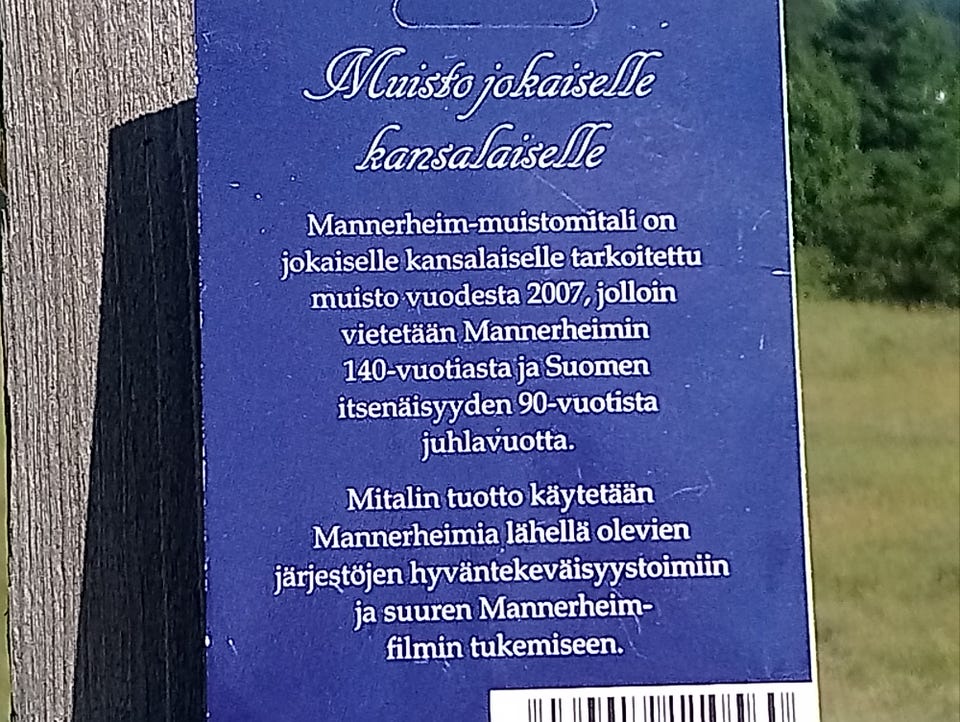 Muisto jokaiselle
kansalaiselle
Mannerheim-muistomitali on
jokaiselle kansalaiselle tarkoitettu
muisto vuodesta 2007, jolloin
vietetään Mannerheimin
140-vuotiasta ja Suomen
itsenäisyyden 90-vuotista
juhlavuotta.
Mitalin tuotto käytetään
Mannerheimia lähellä olevien
järjestöjen hyväntekeväisyystoimiin
ja suuren Mannerheim-
filmin tukemiseen.